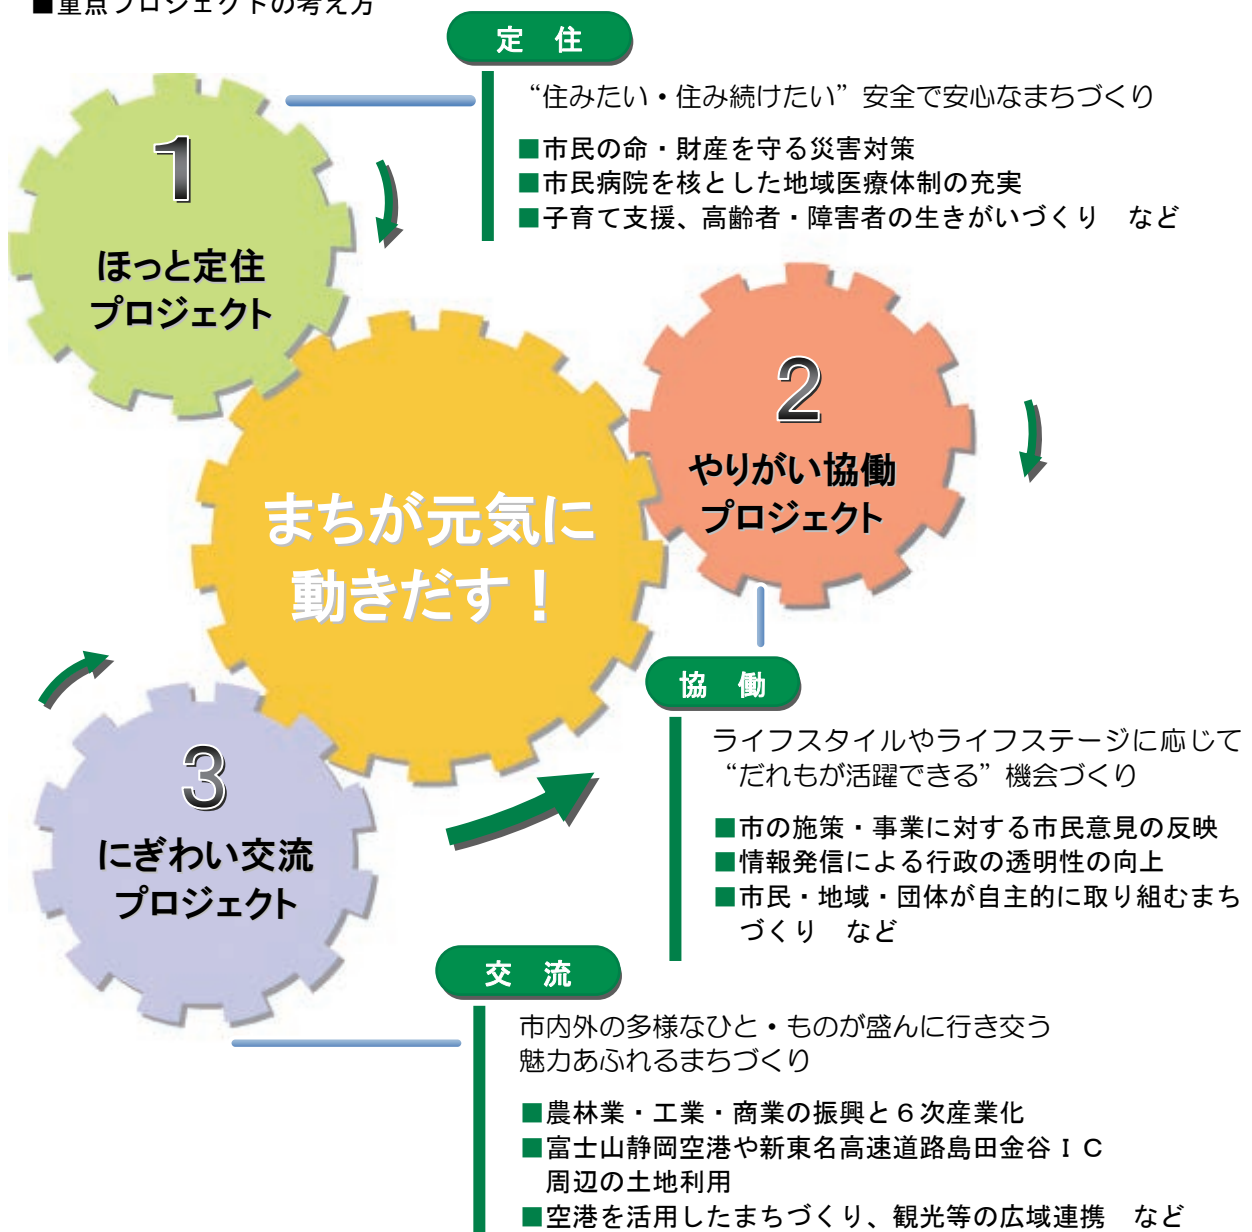 ■重点プロジェクトの考え方
定 住
“住みたい・住み続けたい”安全で安心なまちづくり
■市民の命・財産を守る災害対策
■市民病院を核とした地域医療体制の充実
■子育て支援、高齢者・障害者の生きがいづくり など
1
ほっと定住
プロジェクト
2
やりがい協働
プロジェクト
まちが元気に
動きだす！
協 働
ライフスタイルやライフステージに応じて
“だれもが活躍できる”機会づくり
■市の施策・事業に対する市民意見の反映
■情報発信による行政の透明性の向上
■市民・地域・団体が自主的に取り組むまち
づくり など
3
にぎわい交流
プロジェクト
交 流
市内外の多様なひと・ものが盛んに行き交う
魅力あふれるまちづくり
■農林業・工業・商業の振興と６次産業化
■富士山静岡空港や新東名高速道路島田金谷ＩＣ
周辺の土地利用
■空港を活用したまちづくり、観光等の広域連携 など